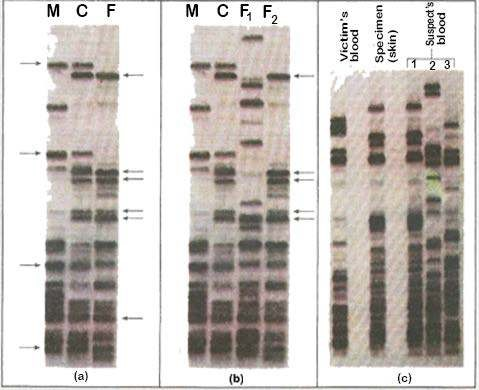 M C F
M C F1 F2
Victim's
blood
Specimen
(skin)
Suspect's
blood
1 2 3
(a)
(b)
(c)